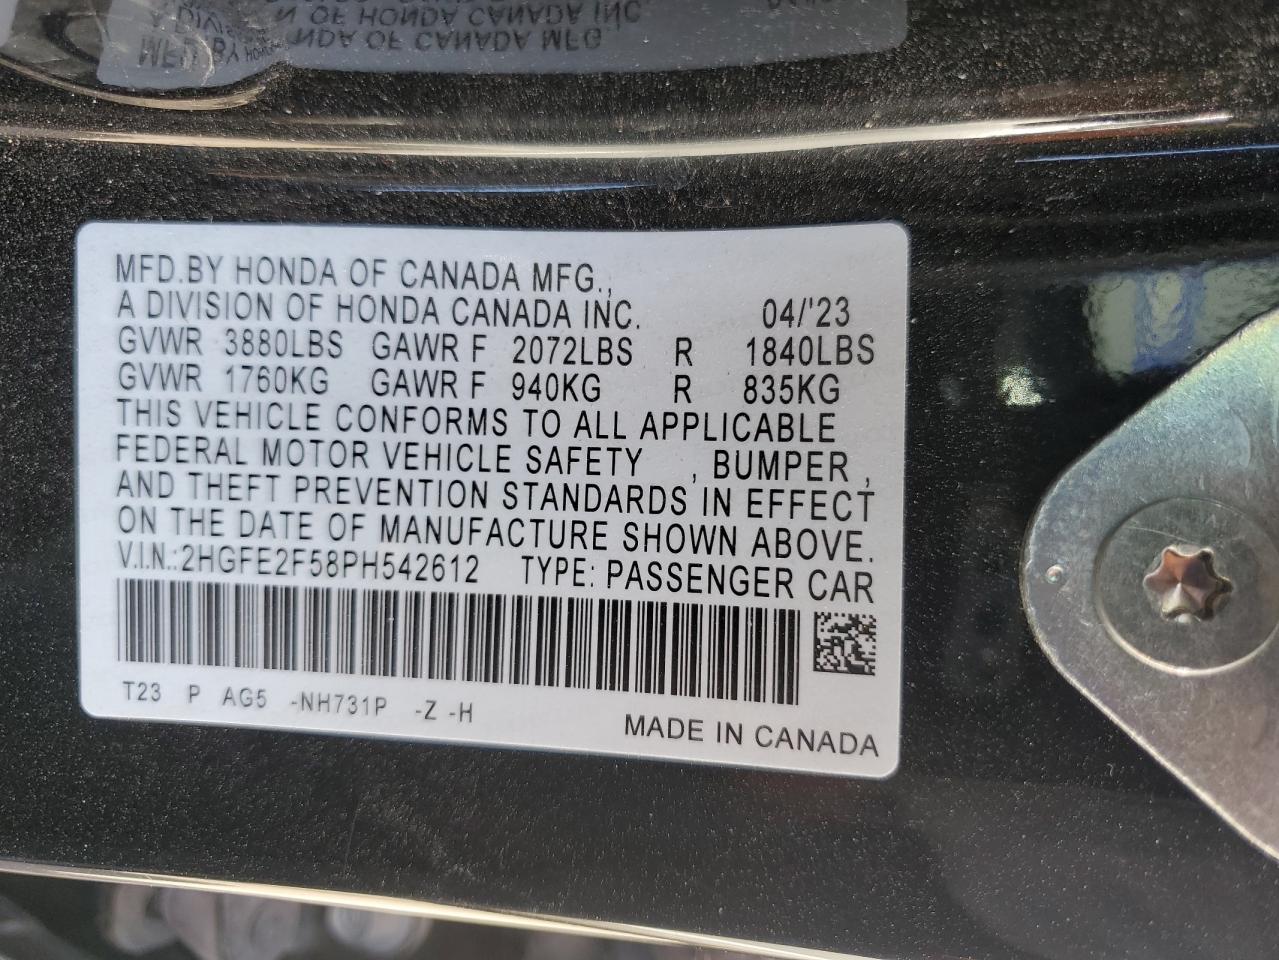 MFD.BY HONDA OF CANADA MFG.,
A DIVISION OF HONDA CANADA INC. 04/'23
GVWR 3880LBS GAWR F 2072LBS R 1840LBS
GVWR 1760KG GAWR F 940KG R 835KG
THIS VEHICLE CONFORMS TO ALL APPLICABLE
FEDERAL MOTOR VEHICLE SAFETY , BUMPER ,
AND THEFT PREVENTION STANDARDS IN EFFECT
ON THE DATE OF MANUFACTURE SHOWN ABOVE.
V.I.N.:2HGFE2F58PH542612 TYPE: PASSENGER CAR
T23 P AG5 -NH731P -Z -H
MADE IN CANADA